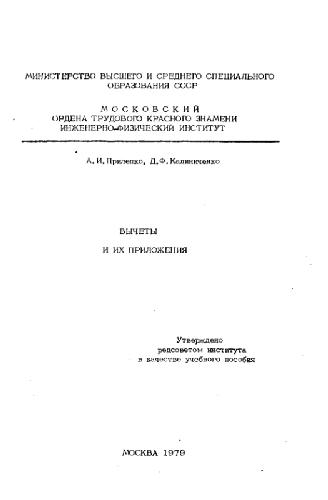 МИНИСТЕРСТВО ВЫСШЕГО И СРЕДНЕГО СПЕЦИАЛЬНОГО
ОБРАЗОВАНИЯ СССР
МОСКОВСКИЙ
ОРДЕНА ТРУДОВОГО КРАСНОГО ЗНАМЕНИ
ИНЖЕНЕРНО-ФИЗИЧЕСКИЙ ИНСТИТУТ
А.И.Прилепко, Д.Ф.Калиниченко
ВЫЧЕТЫ
И ИХ ПРИЛОЖЕНИЯ
Утверждено
редсоветом института
в качестве учебного пособия
МОСКВА 1979